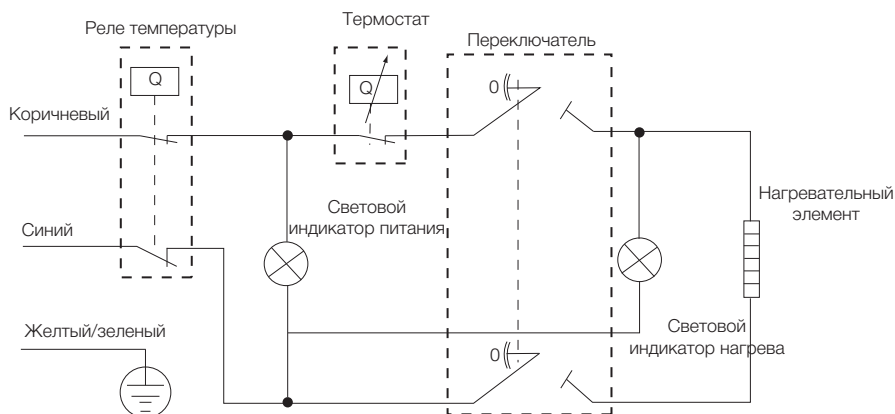 Реле температуры
Термостат
Переключатель
Q
Q
0
Коричневый
Световой
индикатор питания
Нагревательный
элемент
Синий
Желтый/зеленый
0
Световой
индикатор нагрева